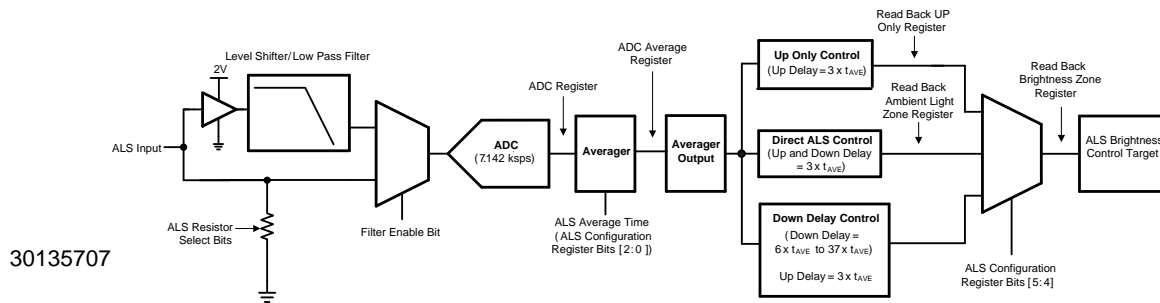 Level Shifter/Low Pass Filter
2V
ALS Input
ALS Resistor
Select Bits
Filter Enable Bit
ADC
(7.142 ksps)
ADC Register
Averager
ALS Average Time
(ALS Configuration
Register Bits [2:0])
ADC Average
Register
Averager
Output
Up Only Control
(Up Delay = 3 x tAVE)
Direct ALS Control
(Up and Down Delay
= 3 x tAVE)
Down Delay Control
(Down Delay =
6 x tAVE to 37 x tAVE)
Up Delay = 3 x tAVE
Read Back UP
Only Register
Read Back
Ambient Light
Zone Register
ALS Configuration
Register Bits [5:4]
Read Back
Brightness Zone
Register
ALS Brightness
Control Target
30135707